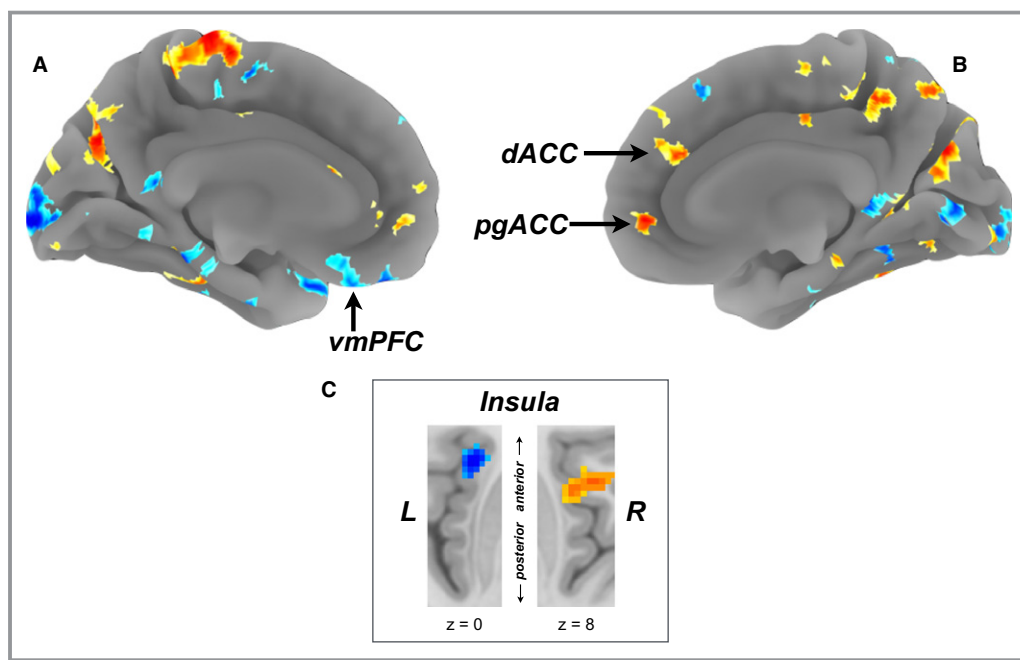 A
B
dACC
pgACC
vmPFC
C
Insula
L
← posterior anterior →
R
z = 0
z = 8